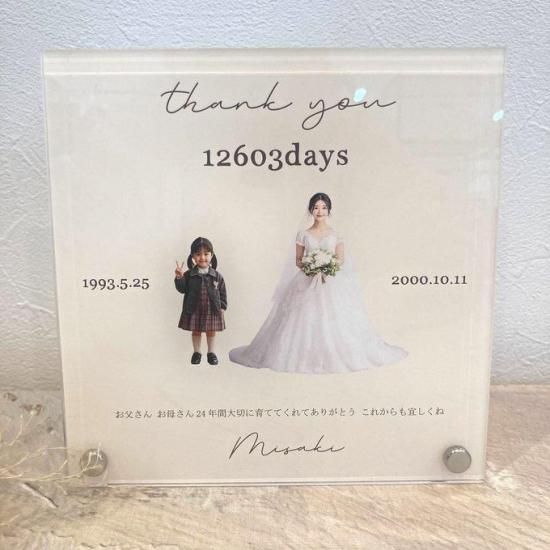 thank you
12603days
1993.5.25
2000.10.11
お父さん お母さん 24年間大切に育ててくれてありがとう これからも宜しくね
Misaki